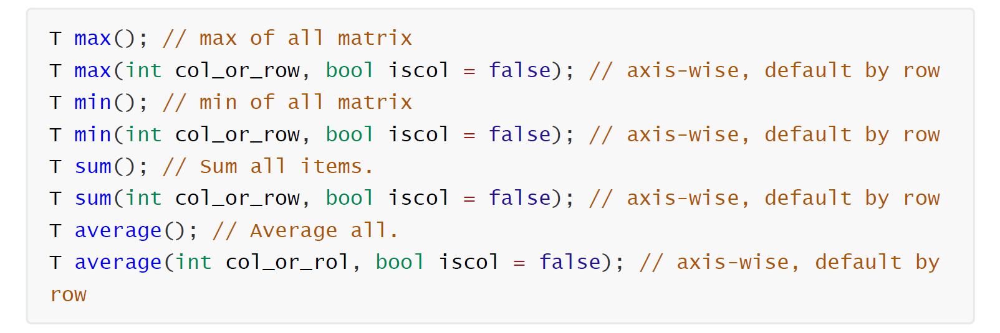 T max(); // max of all matrix
T max(int col_or_row, bool iscol = false); // axis-wise, default by row
T min(); // min of all matrix
T min(int col_or_row, bool iscol = false); // axis-wise, default by row
T sum(); // Sum all items.
T sum(int col_or_row, bool iscol = false); // axis-wise, default by row
T average(); // Average all.
T average(int col_or_rol, bool iscol = false); // axis-wise, default by
row